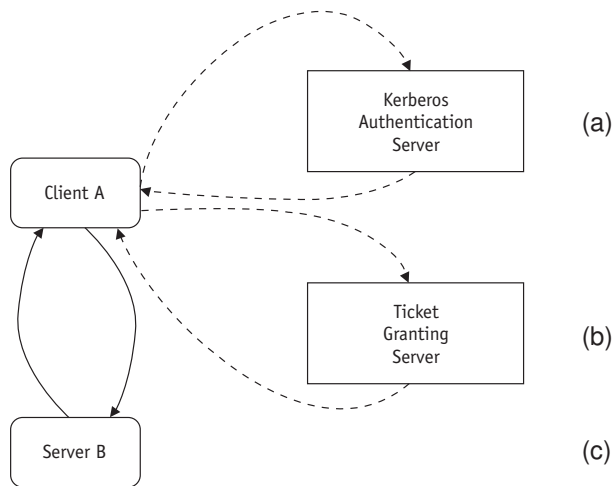 Kerberos
Authentication
Server
(a)
Client A
Ticket
Granting
Server
(b)
Server B
(c)